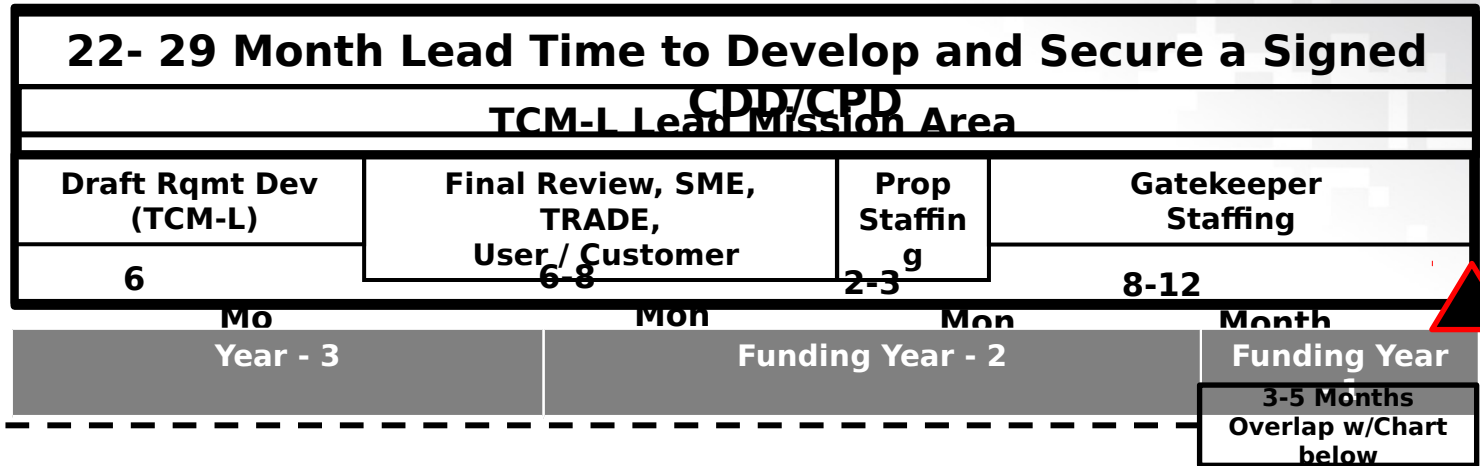 22- 29 Month Lead Time to Develop and Secure a Signed
CDD/CPD
TCM-L Lead Mission Area
Draft Rqmt Dev
(TCM-L)
Final Review, SME,
TRADE,
User / Customer
Prop
Staffin
g
Gatekeeper
Staffing
6
Mo
6-8
Mon
2-3
Mon
8-12
Month
Year - 3
Funding Year - 2
Funding Year
- 1
3-5 Months
Overlap w/Chart
below